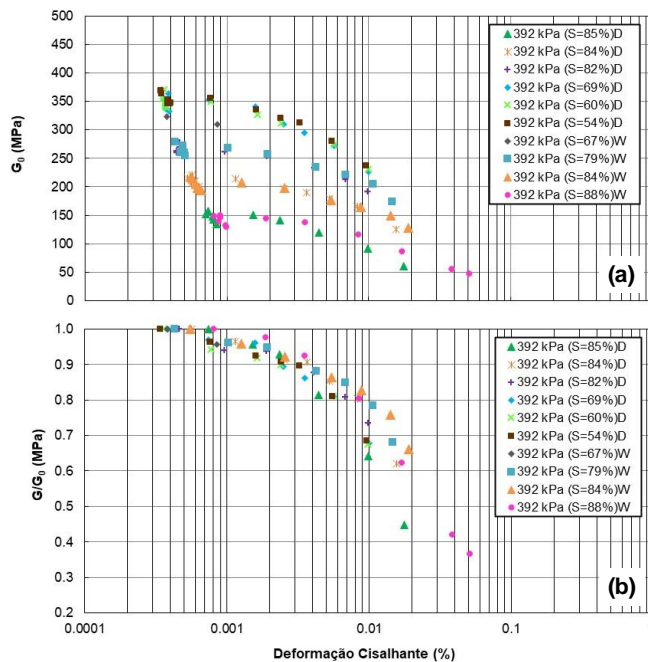 500
450
400
350
300
250
200
150
100
50
0
G₀ (MPa)
392 kPa (S=85%)D
392 kPa (S=84%)D
392 kPa (S=82%)D
392 kPa (S=69%)D
392 kPa (S=60%)D
392 kPa (S=54%)D
392 kPa (S=67%)W
392 kPa (S=79%)W
392 kPa (S=84%)W
392 kPa (S=88%)W
(a)
1.0
0.9
0.8
0.7
0.6
0.5
0.4
0.3
0.2
G/G₀ (MPa)
392 kPa (S=85%)D
392 kPa (S=84%)D
392 kPa (S=82%)D
392 kPa (S=69%)D
392 kPa (S=60%)D
392 kPa (S=54%)D
392 kPa (S=67%)W
392 kPa (S=79%)W
392 kPa (S=84%)W
392 kPa (S=88%)W
(b)
0.0001 0.001 0.01 0.1 1
Deformação Cisalhante (%)